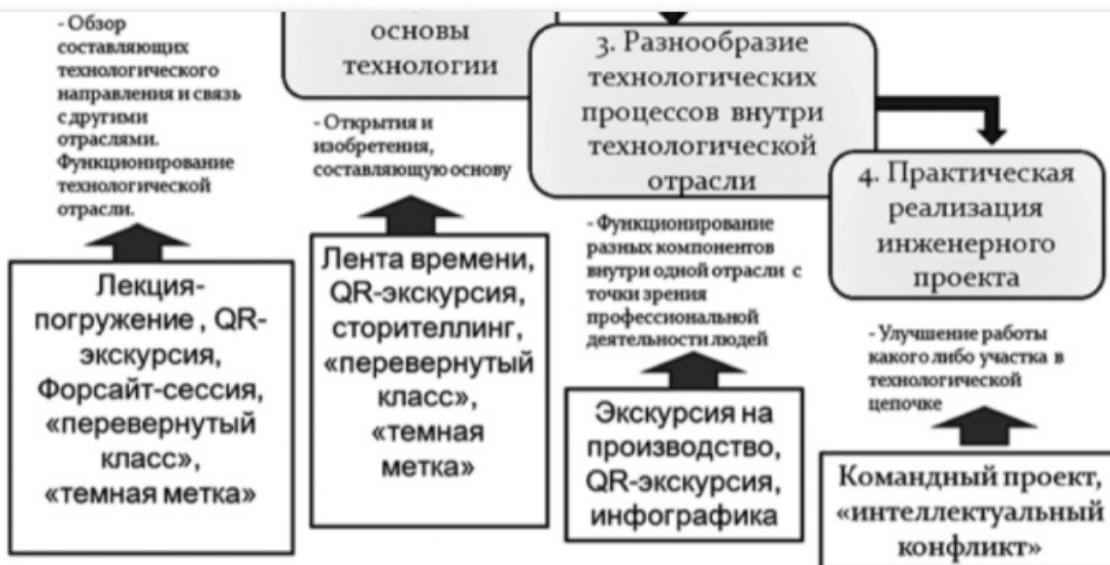 - Обзор
составляющих
технологического
направления и связь
с другими
отраслями.
Функционирование
технологической
отрасли.
Лекция-
погружение , QR-
экскурсия,
Форсайт-сессия,
«перевернутый
класс»,
«темная метка»
основы
технологии
- Открытия и
изобретения,
составляющую основу
Лента времени,
QR-экскурсия,
сторителлинг,
«перевернутый
класс»,
«темная
метка»
3. Разнообразие
технологических
процессов внутри
технологической
отрасли
- Функционирование
разных компонентов
внутри одной отрасли с
точки зрения
профессиональной
деятельности людей
Экскурсия на
производство,
QR-экскурсия,
инфографика
4. Практическая
реализация
инженерного
проекта
- Улучшение работы
какого либо участка в
технологической
цепочке
Командный проект,
«интеллектуальный
конфликт»